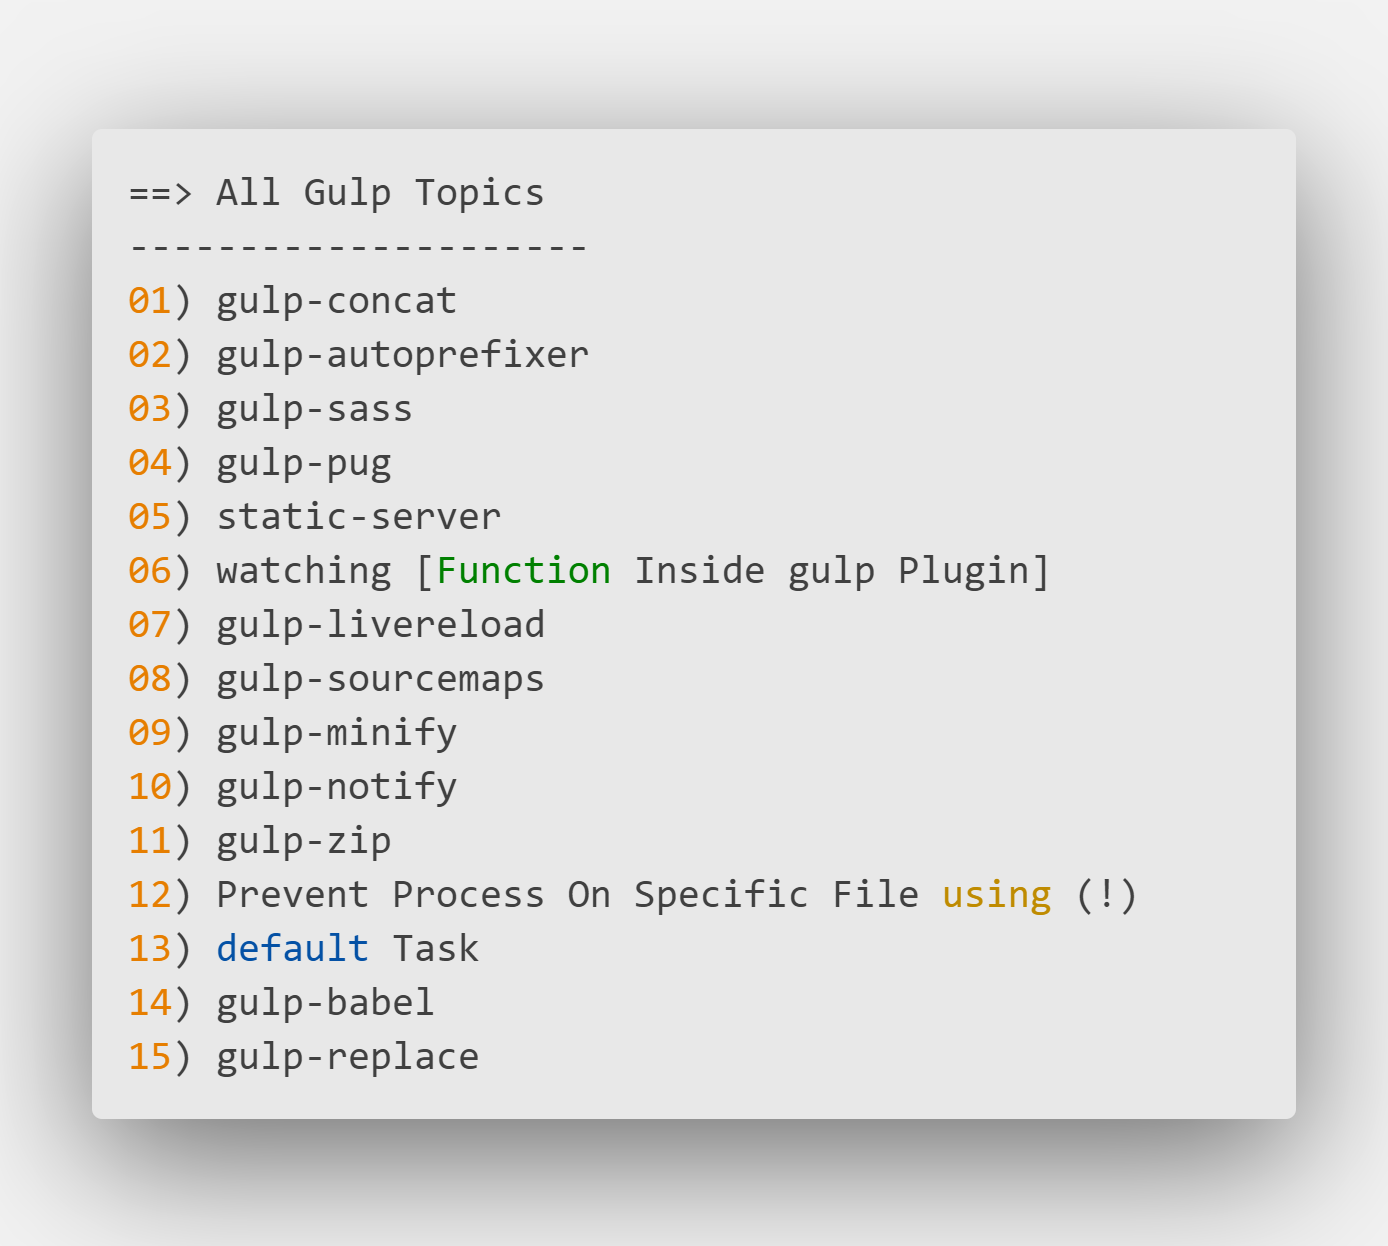 ==> All Gulp Topics
---------------------
01) gulp-concat
02) gulp-autoprefixer
03) gulp-sass
04) gulp-pug
05) static-server
06) watching [Function Inside gulp Plugin]
07) gulp-livereload
08) gulp-sourcemaps
09) gulp-minify
10) gulp-notify
11) gulp-zip
12) Prevent Process On Specific File using (!)
13) default Task
14) gulp-babel
15) gulp-replace